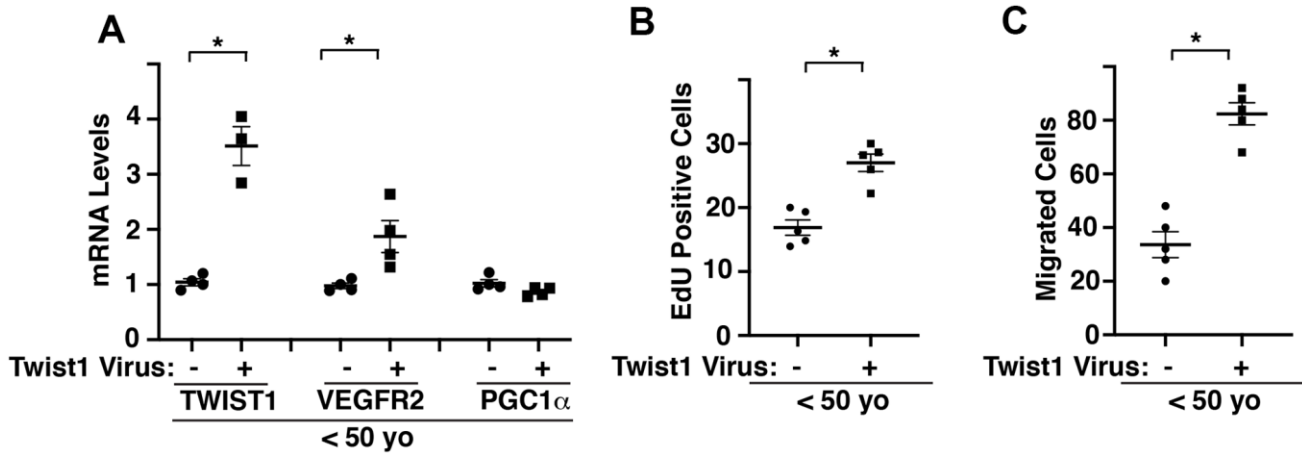 A
*
*
mRNA Levels
4
3
2
1
0
Twist1 Virus: - + - + - +
TWIST1 VEGFR2 PGC1α
< 50 yo
B
*
EdU Positive Cells
30
20
10
0
Twist1 Virus: - +
< 50 yo
C
*
Migrated Cells
80
60
40
20
0
Twist1 Virus: - +
< 50 yo